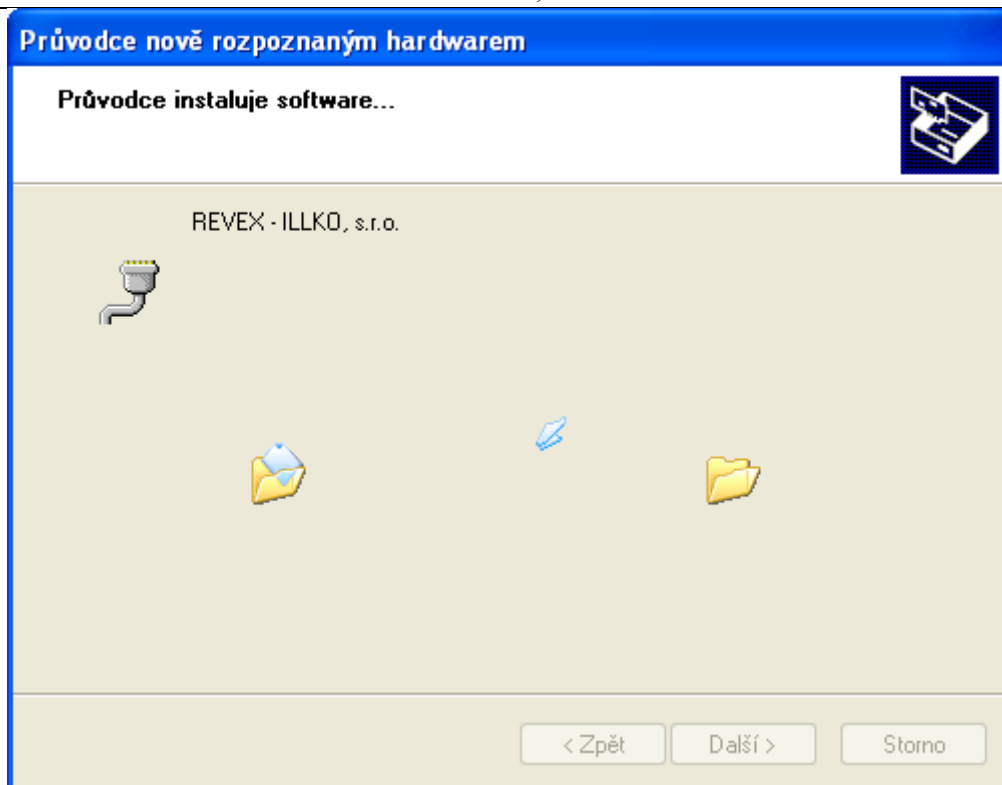 Průvodce nově rozpoznaným hardwarem
Průvodce instaluje software...
REVEX - ILLKO, s.r.o.
< Zpět
Další >
Storno